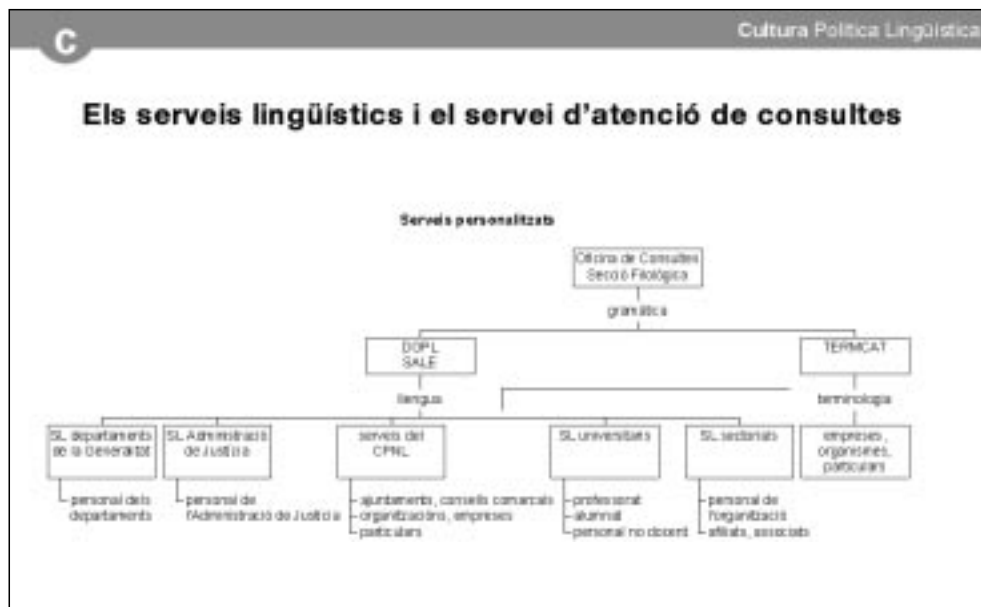 C
Cultura Política Lingüística
Els serveis lingüístics i el servei d'atenció de consultes
Serveis personalitzats
Oficina de Consultes
Secció Filològica
gramàtica
DGPL
SALE
TERMCAT
llengua
terminologia
SL departaments
de la Generalitat
SL Administració
de Justícia
serveis del
CPNL
SL universitaris
SL sectorials
empreses,
organismes,
particulars
personal dels
departaments
personal de
l'Administració de Justícia
ajuntaments, consells comarcals
organitzacions, empreses
particulars
professorat
alumnat
personal no docent
personal de
l'organització
afiliats, associats